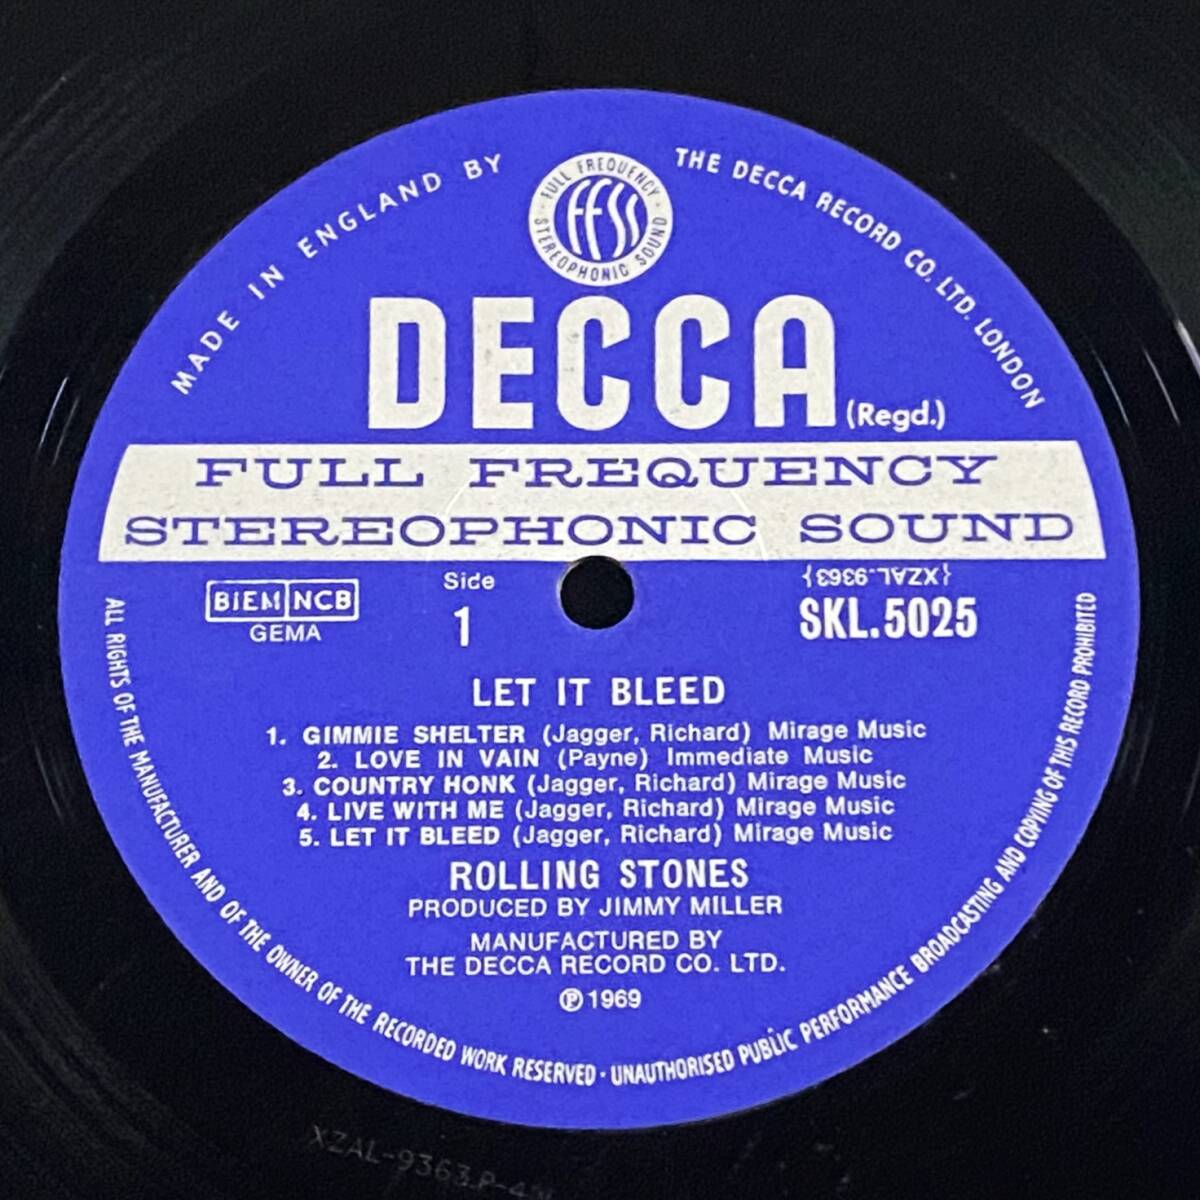 MADE IN ENGLAND BY THE DECCA RECORD CO. LTD. LONDON
FULL FREQUENCY
FFSS
STEREOPHONIC SOUND
DECCA (Regd.)
FULL FREQUENCY
STEREOPHONIC SOUND
BIEM NCB
GEMA
Side
1
{XZAL-9363}
SKL.5025
LET IT BLEED
1. GIMMIE SHELTER (Jagger, Richard) Mirage Music
2. LOVE IN VAIN (Payne) Immediate Music
3. COUNTRY HONK (Jagger, Richard) Mirage Music
4. LIVE WITH ME (Jagger, Richard) Mirage Music
5. LET IT BLEED (Jagger, Richard) Mirage Music
ROLLING STONES
PRODUCED BY JIMMY MILLER
MANUFACTURED BY
THE DECCA RECORD CO. LTD.
℗1969
ALL RIGHTS OF THE MANUFACTURER AND OF THE OWNER OF THE RECORDED WORK RESERVED · UNAUTHORISED PUBLIC PERFORMANCE BROADCASTING AND COPYING OF THIS RECORD PROHIBITED
XZAL-9363.P-4